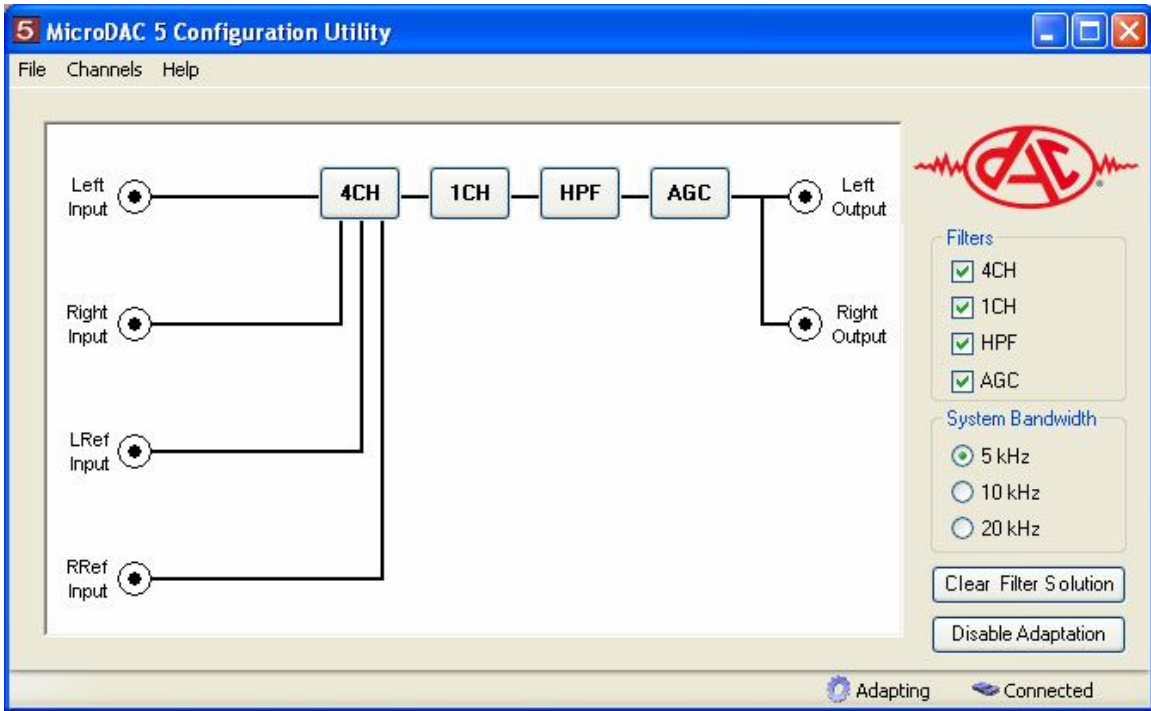 5 MicroDAC 5 Configuration Utility
File Channels Help
Left
Input
4CH
1CH
HPF
AGC
Left
Output
Right
Input
Right
Output
LRef
Input
RRef
Input
dAC
Filters
4CH
1CH
HPF
AGC
System Bandwidth
5 kHz
10 kHz
20 kHz
Clear Filter Solution
Disable Adaptation
Adapting
Connected